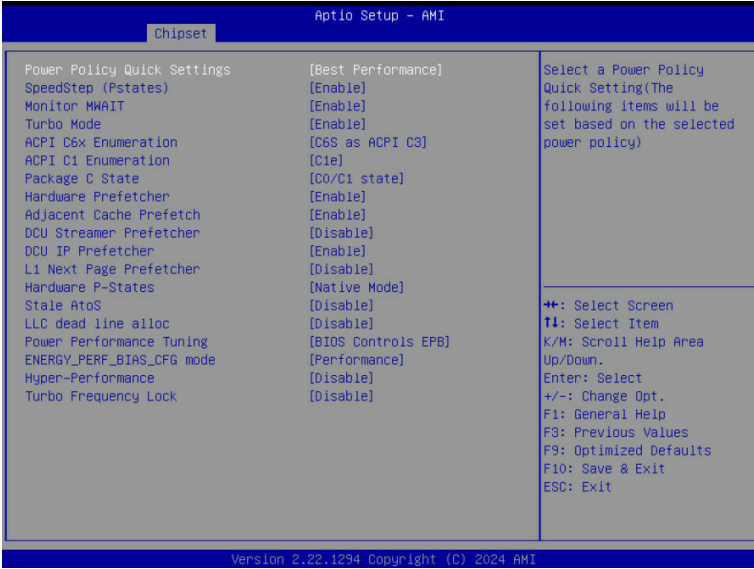 Aptio Setup - AMI
Chipset
Power Policy Quick Settings [Best Performance]
SpeedStep (Pstates) [Enable]
Monitor MWAIT [Enable]
Turbo Mode [Enable]
ACPI C6x Enumeration [C6S as ACPI C3]
ACPI C1 Enumeration [C1e]
Package C State [C0/C1 state]
Hardware Prefetcher [Enable]
Adjacent Cache Prefetch [Enable]
DCU Streamer Prefetcher [Disable]
DCU IP Prefetcher [Enable]
L1 Next Page Prefetcher [Disable]
Hardware P-States [Native Mode]
Stale AtoS [Disable]
LLC dead line alloc [Disable]
Power Performance Tuning [BIOS Controls EPB]
ENERGY_PERF_BIAS_CFG mode [Performance]
Hyper-Performance [Disable]
Turbo Frequency Lock [Disable]
Select a Power Policy
Quick Setting(The
following items will be
set based on the selected
power policy)
→←: Select Screen
↑↓: Select Item
K/M: Scroll Help Area
Up/Down.
Enter: Select
+/-: Change Opt.
F1: General Help
F3: Previous Values
F9: Optimized Defaults
F10: Save & Exit
ESC: Exit
Version 2.22.1294 Copyright (C) 2024 AMI